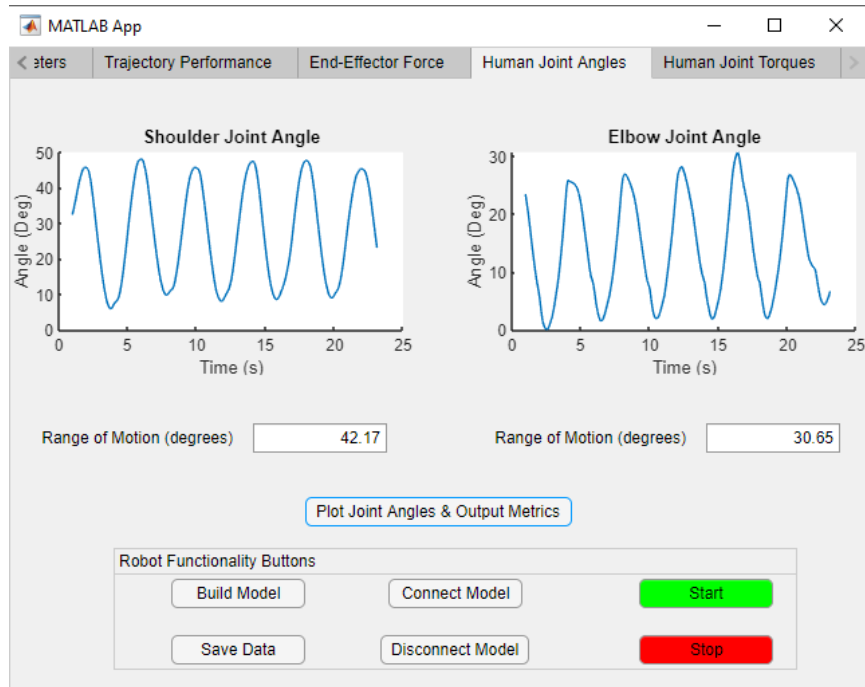 MATLAB App
eters Trajectory Performance End-Effector Force Human Joint Angles Human Joint Torques
Shoulder Joint Angle
50
40
30
20
10
0
Angle (Deg)
0 5 10 15 20 25
Time (s)
Elbow Joint Angle
30
20
10
0
Angle (Deg)
0 5 10 15 20 25
Time (s)
Range of Motion (degrees) 42.17
Range of Motion (degrees) 30.65
Plot Joint Angles & Output Metrics
Robot Functionality Buttons
Build Model Connect Model Start
Save Data Disconnect Model Stop